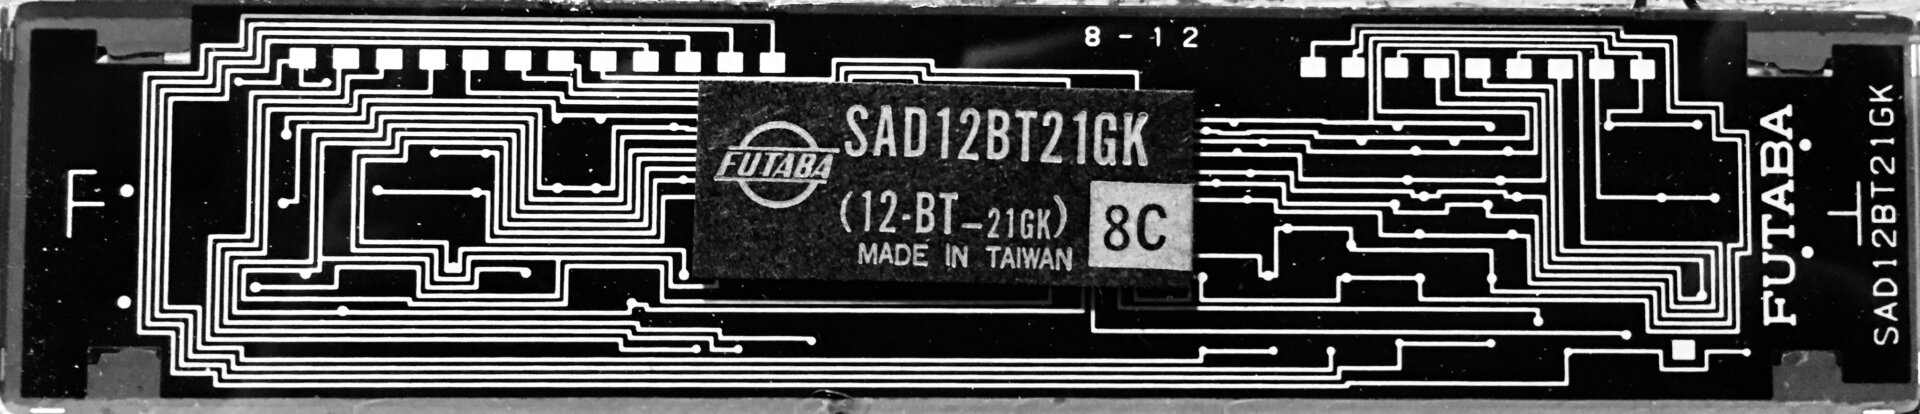 8-12
FUTABA
SAD12BT21GK
(12-BT-21GK)
8C
MADE IN TAIWAN
FUTABA
SAD12BT21GK